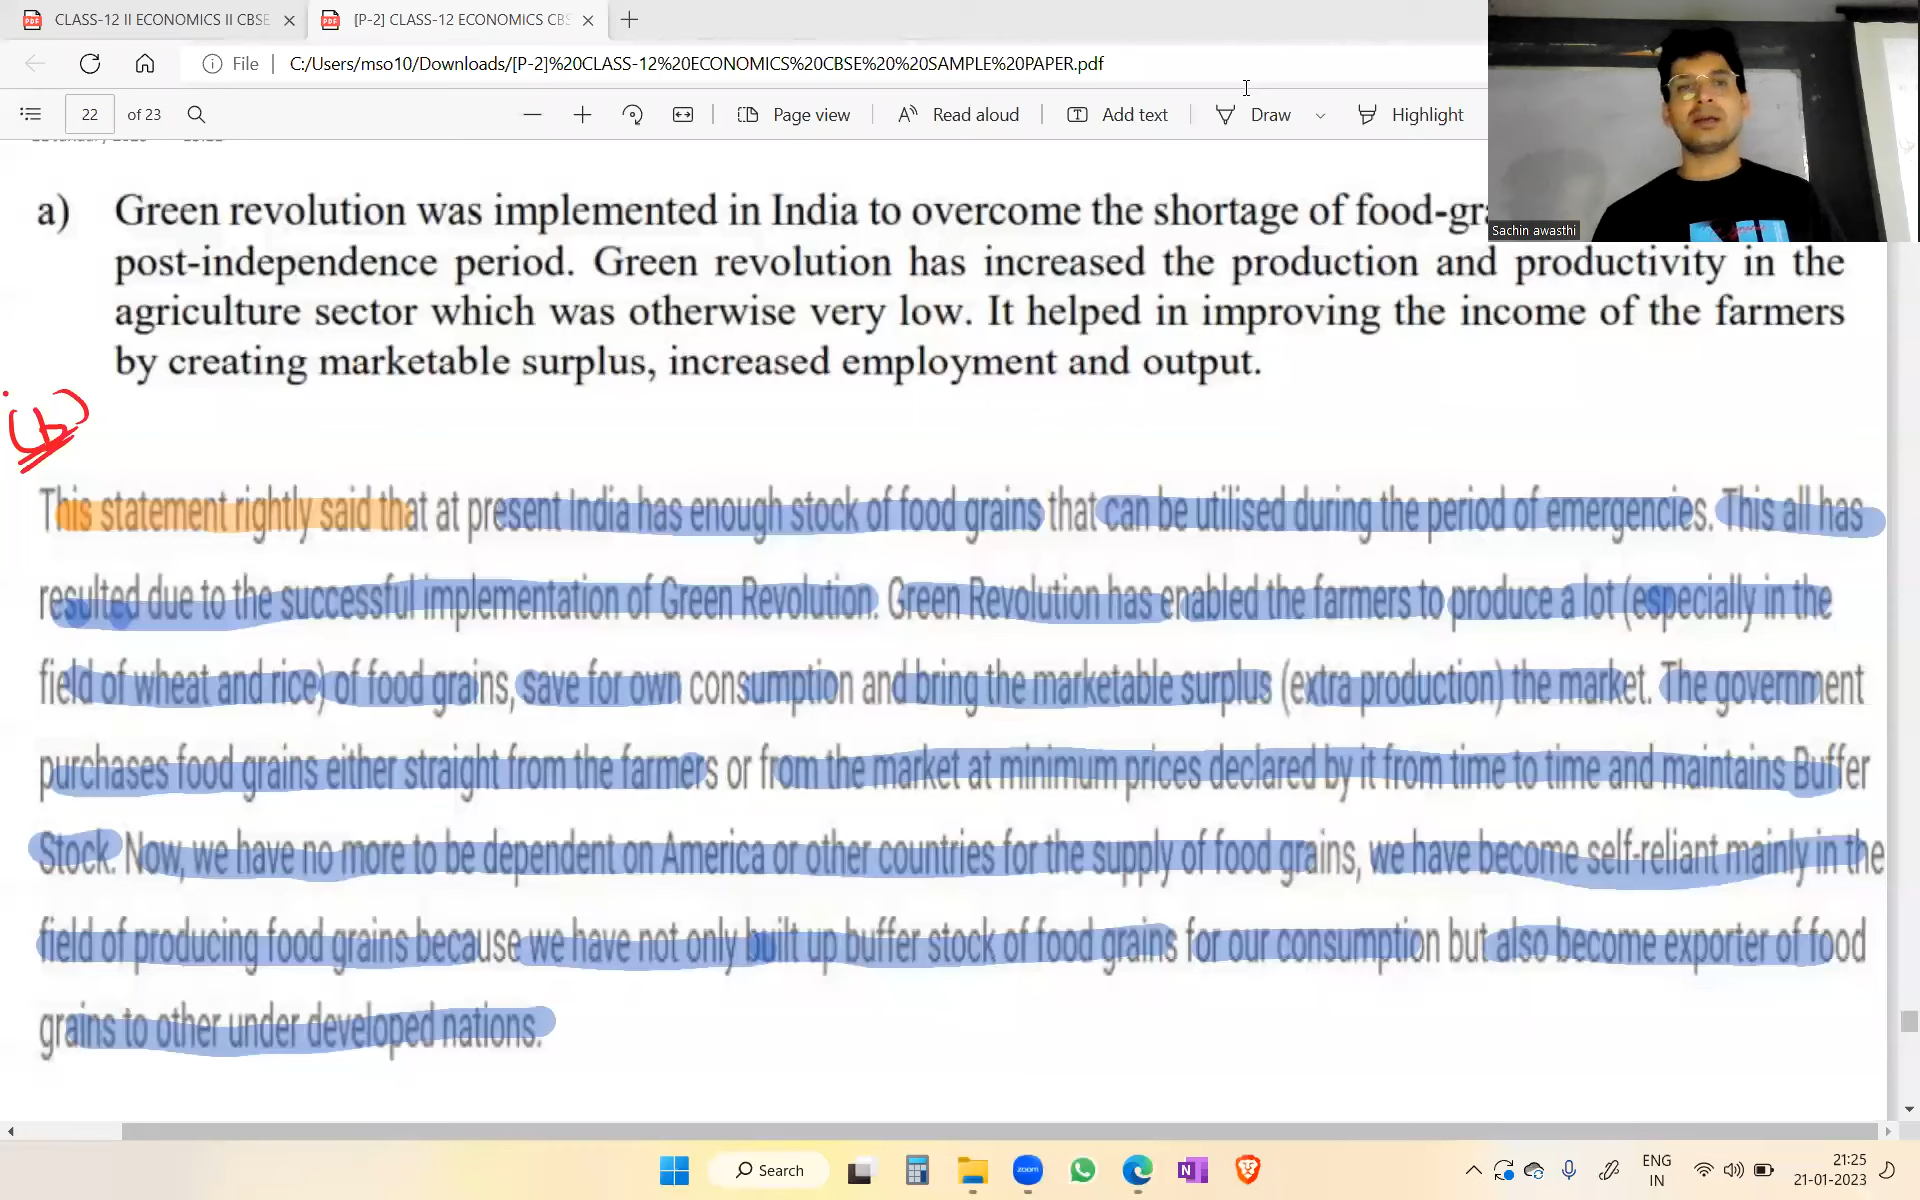 CLASS-12 II ECONOMICS II CBSE
[P-2] CLASS-12 ECONOMICS CBS
File
C:/Users/mso10/Downloads/[P-2]%20CLASS-12%20ECONOMICS%20CBSE%20%20SAMPLE%20PAPER.pdf
22 of 23
Page view
Read aloud
Add text
Draw
Highlight
Sachin awasthi
a) Green revolution was implemented in India to overcome the shortage of food-gr
post-independence period. Green revolution has increased the production and productivity in the
agriculture sector which was otherwise very low. It helped in improving the income of the farmers
by creating marketable surplus, increased employment and output.
(b)
This statement rightly said that at present India has enough stock of food grains that can be utilised during the period of emergencies. This all has
resulted due to the successful implementation of Green Revolution. Green Revolution has enabled the farmers to produce a lot (especially in the
field of wheat and rice) of food grains, save for own consumption and bring the marketable surplus (extra production) the market. The government
purchases food grains either straight from the farmers or from the market at minimum prices declared by it from time to time and maintains Buffer
Stock. Now, we have no more to be dependent on America or other countries for the supply of food grains, we have become self-reliant mainly in the
field of producing food grains because we have not only built up buffer stock of food grains for our consumption but also become exporter of food
grains to other under developed nations.
Search
zoom
N
ENG
IN
21:25
21-01-2023